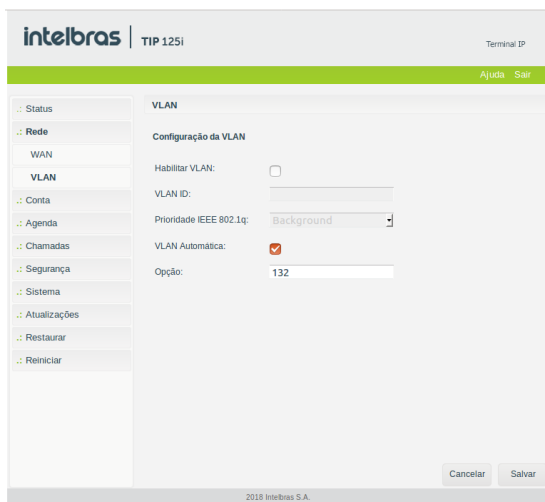 intelbras TIP 125i
Terminal IP
Ajuda Sair
.: Status
.: Rede
WAN
VLAN
.: Conta
.: Agenda
.: Chamadas
.: Segurança
.: Sistema
.: Atualizações
.: Restaurar
.: Reiniciar
VLAN
Configuração da VLAN
Habilitar VLAN:
VLAN ID:
Prioridade IEEE 802.1q: Background
VLAN Automática:
Opção: 132
Cancelar Salvar
2018 Intelbras S.A.